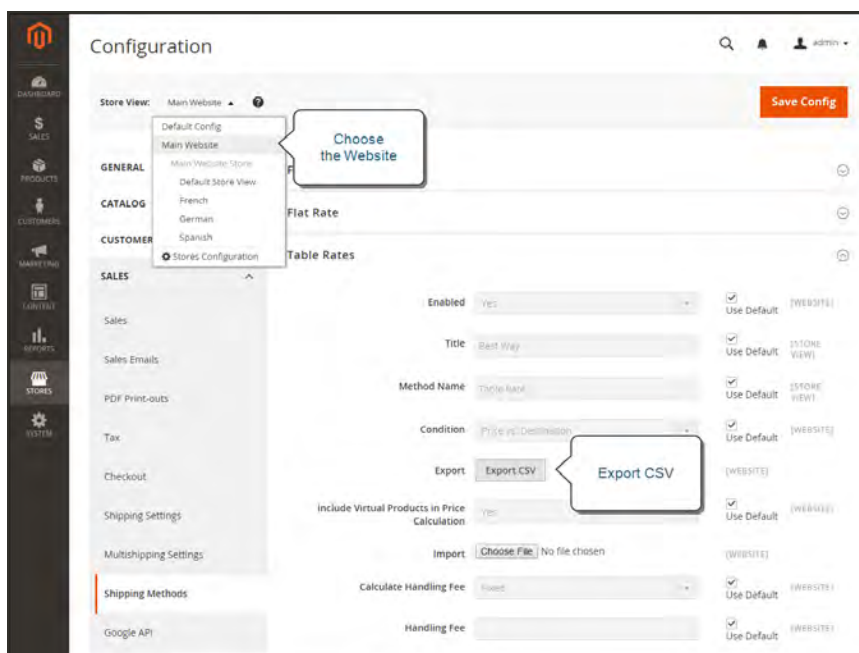 Configuration
admin
DASHBOARD
Store View: Main Website
Save Config
$
SALES
Default Config
Main Website
Choose
the Website
GENERAL
Main Website Store
F
PRODUCTS
Default Store View
CATALOG
French
Flat Rate
CUSTOMERS
German
CUSTOMER
Spanish
Stores Configuration
Table Rates
MARKETING
SALES
CONTENT
Enabled Yes Use Default [WEBSITE]
Sales
REPORTS
Title Best Way Use Default [STORE
VIEW]
Sales Emails
STORES
Method Name Table Rate Use Default [STORE
VIEW]
PDF Print-outs
SYSTEM
Condition Price vs. Destination Use Default [WEBSITE]
Tax
Export Export CSV Export CSV [WEBSITE]
Checkout
Include Virtual Products in Price
Calculation Yes Use Default [WEBSITE]
Shipping Settings
Import Choose File No file chosen [WEBSITE]
Multishipping Settings
Calculate Handling Fee Fixed Use Default [WEBSITE]
Shipping Methods
Handling Fee Use Default [WEBSITE]
Google API